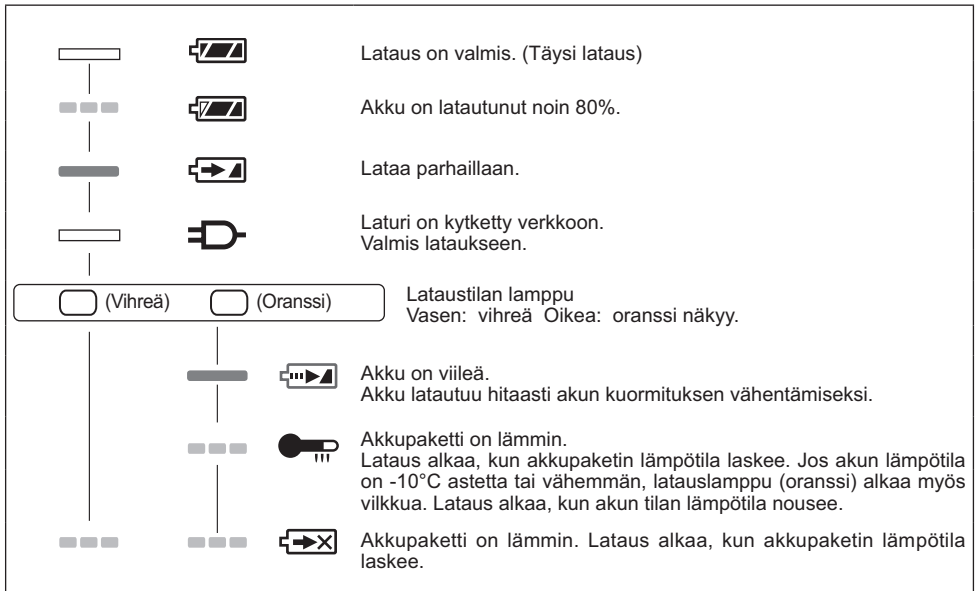 Lataus on valmis. (Täysi lataus)
Akku on latautunut noin 80%.
Lataa parhaillaan.
Laturi on kytketty verkkoon.
Valmis lataukseen.
(Vihreä) (Oranssi) Lataustilan lamppu
Vasen: vihreä Oikea: oranssi näkyy.
Akku on viileä.
Akku latautuu hitaasti akun kuormituksen vähentämiseksi.
Akkupaketti on lämmin.
Lataus alkaa, kun akkupaketin lämpötila laskee. Jos akun lämpötila
on -10°C astetta tai vähemmän, latauslamppu (oranssi) alkaa myös
vilkkua. Lataus alkaa, kun akun tilan lämpötila nousee.
Akkupaketti on lämmin. Lataus alkaa, kun akkupaketin lämpötila
laskee.